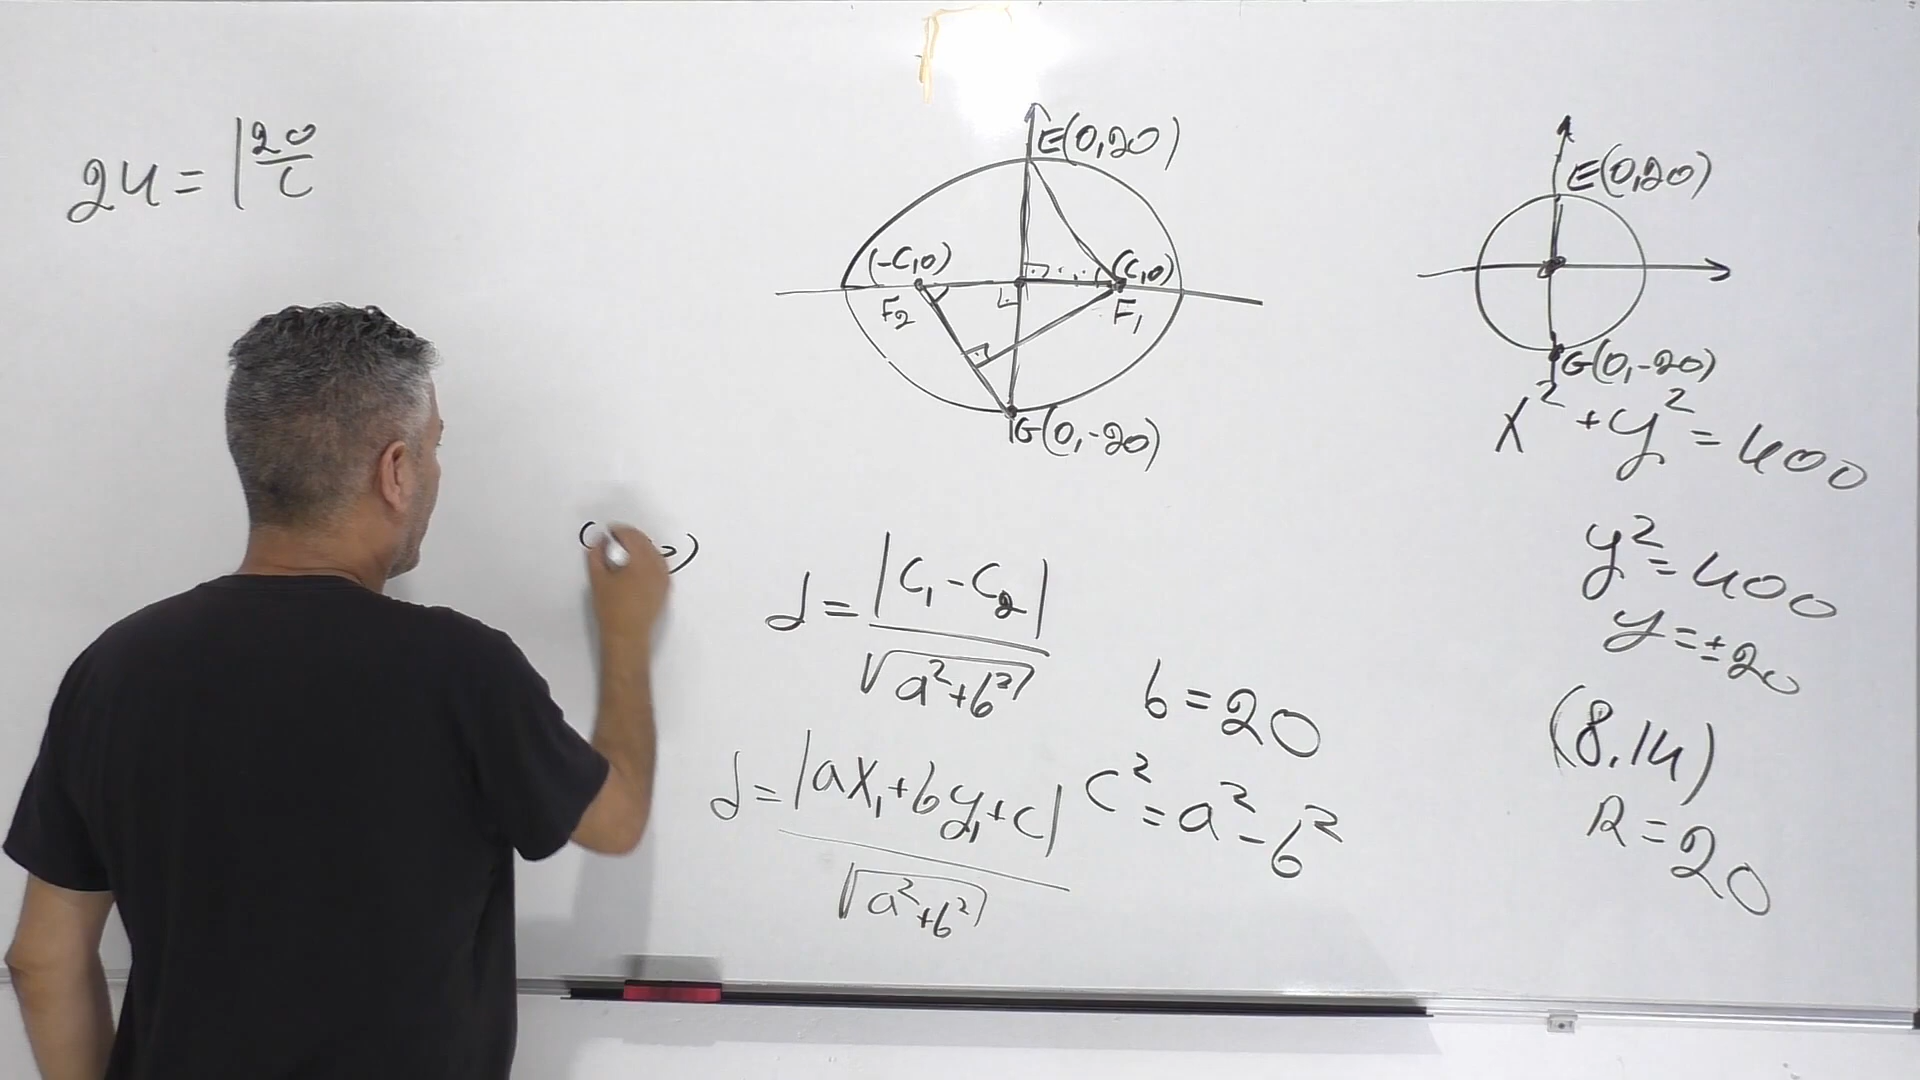 24 = |20/c
E(0,20)
(-C,0)
(C,0)
F2
F1
G(0,-20)
E(0,20)
G(0,-20)
x² + y² = 400
y² = 400
y = ±20
(8.14)
R = 20
d = |C1 - C2| / √(a² + b²)
b = 20
d = |ax1 + by1 + c| / √(a² + b²)
c² = a² - b²